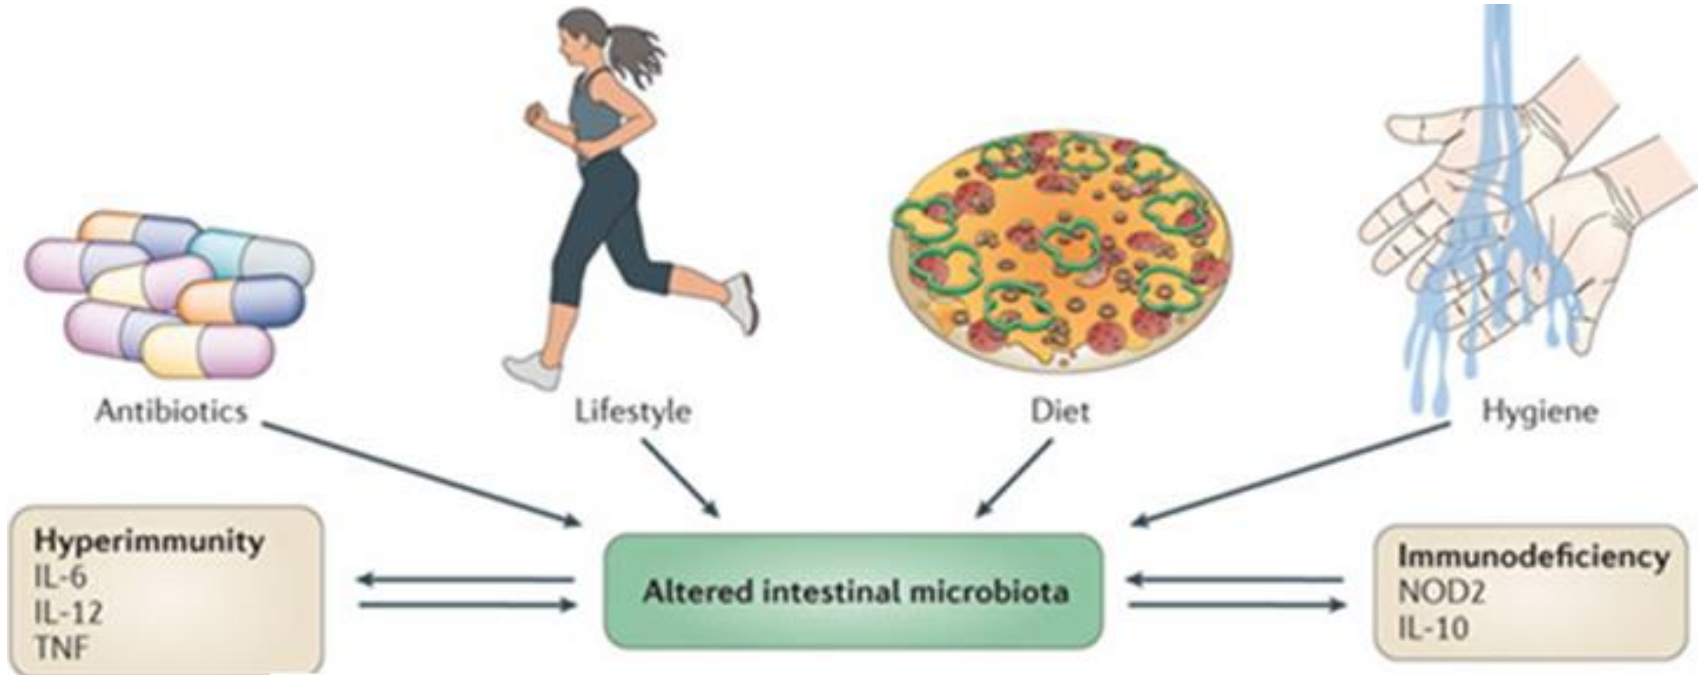 Antibiotics
Lifestyle
Diet
Hygiene
Hyperimmunity
IL-6
IL-12
TNF
Altered intestinal microbiota
Immunodeficiency
NOD2
IL-10